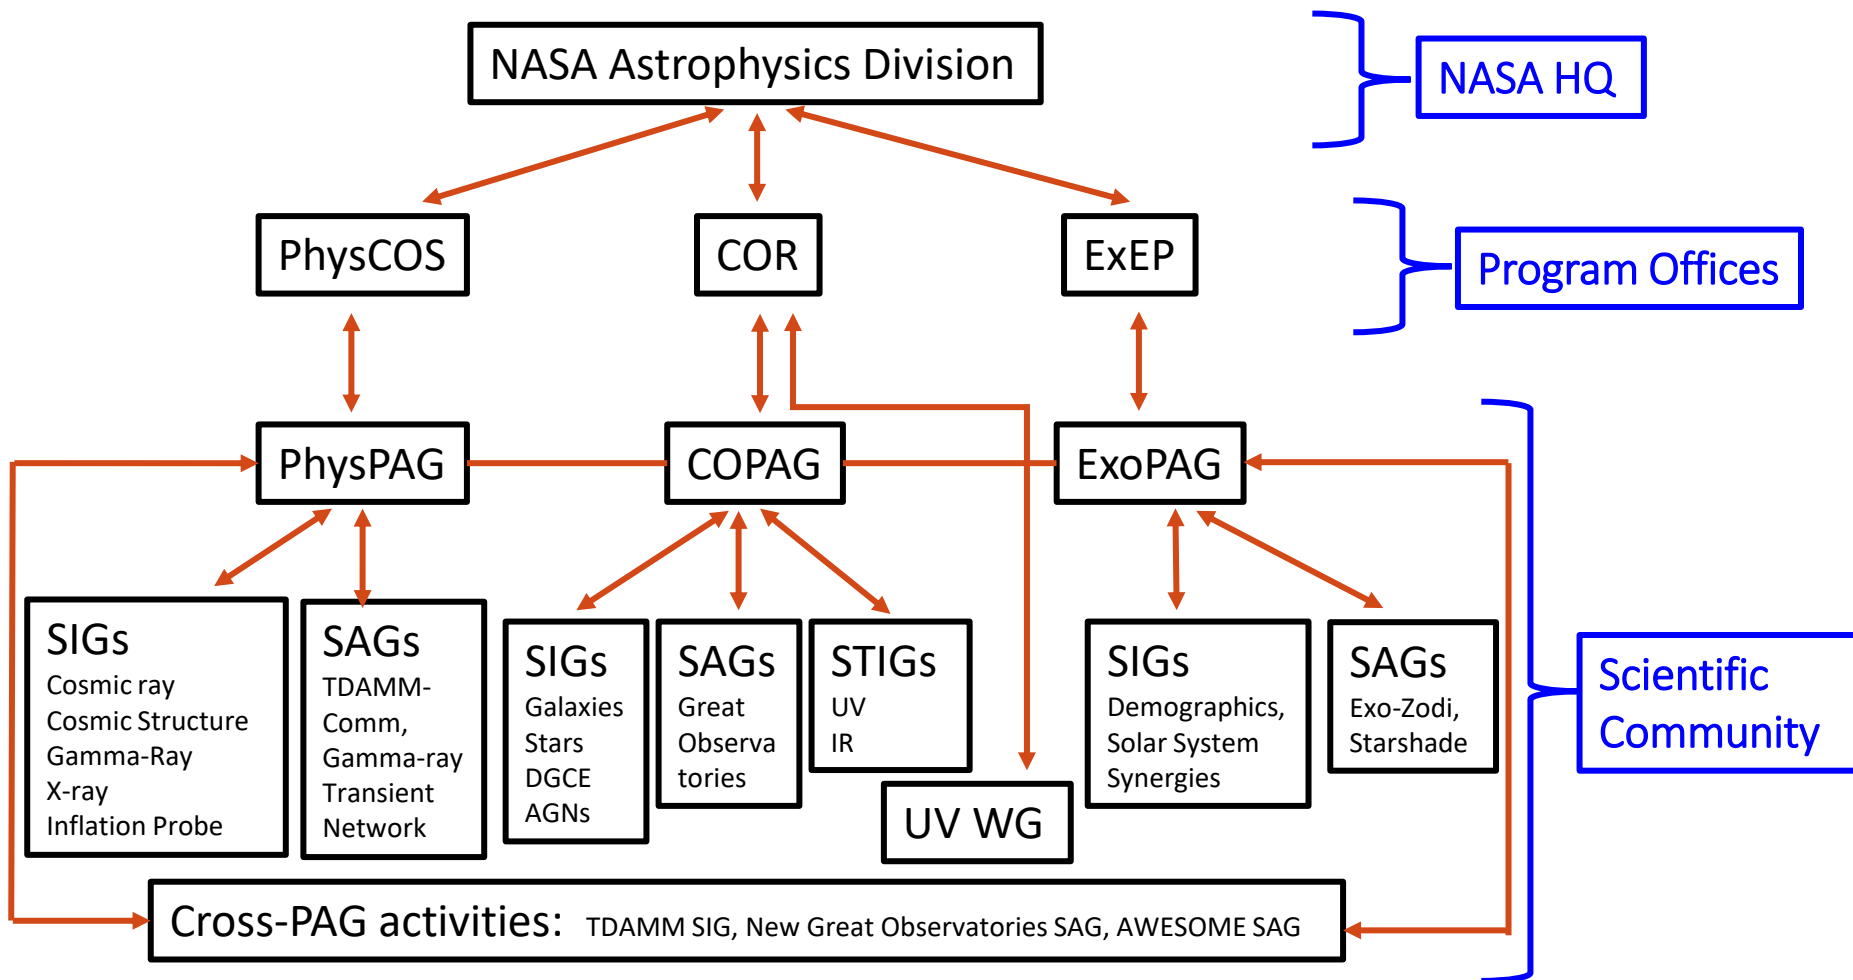 NASA Astrophysics Division
NASA HQ
PhysCOS
COR
ExEP
Program Offices
PhysPAG
COPAG
ExoPAG
SIGs
Cosmic ray
Cosmic Structure
Gamma-Ray
X-ray
Inflation Probe
SAGs
TDAMM-
Comm,
Gamma-ray
Transient
Network
SIGs
Galaxies
Stars
DGCE
AGNs
SAGs
Great
Observa
tories
STIGs
UV
IR
UV WG
SIGs
Demographics,
Solar System
Synergies
SAGs
Exo-Zodi,
Starshade
Scientific
Community
Cross-PAG activities: TDAMM SIG, New Great Observatories SAG, AWESOME SAG